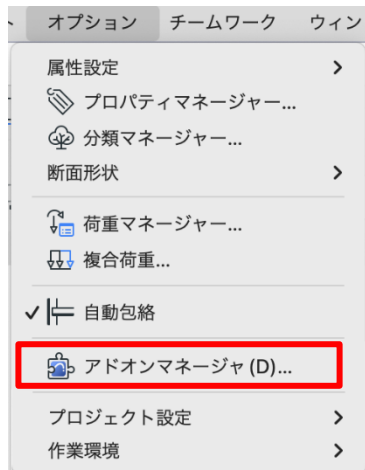 オプション チームワーク ウィン
属性設定
プロパティマネージャー...
分類マネージャー...
断面形状
荷重マネージャー...
複合荷重...
自動包絡
アドオンマネージャ (D)...
プロジェクト設定
作業環境